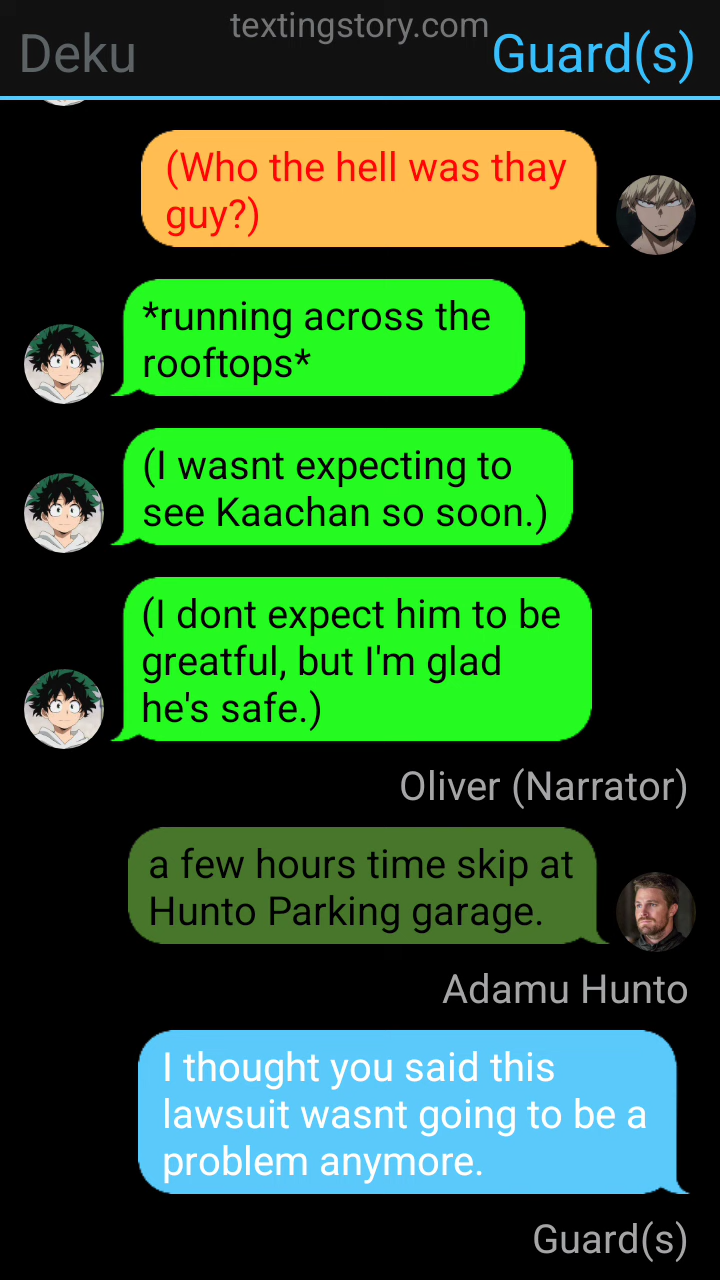 textingstory.com
Deku
Guard(s)
(Who the hell was thay
guy?)
*running across the
rooftops*
(I wasnt expecting to
see Kaachan so soon.)
(I dont expect him to be
greatful, but I'm glad
he's safe.)
Oliver (Narrator)
a few hours time skip at
Hunto Parking garage.
Adamu Hunto
I thought you said this
lawsuit wasnt going to be a
problem anymore.
Guard(s)